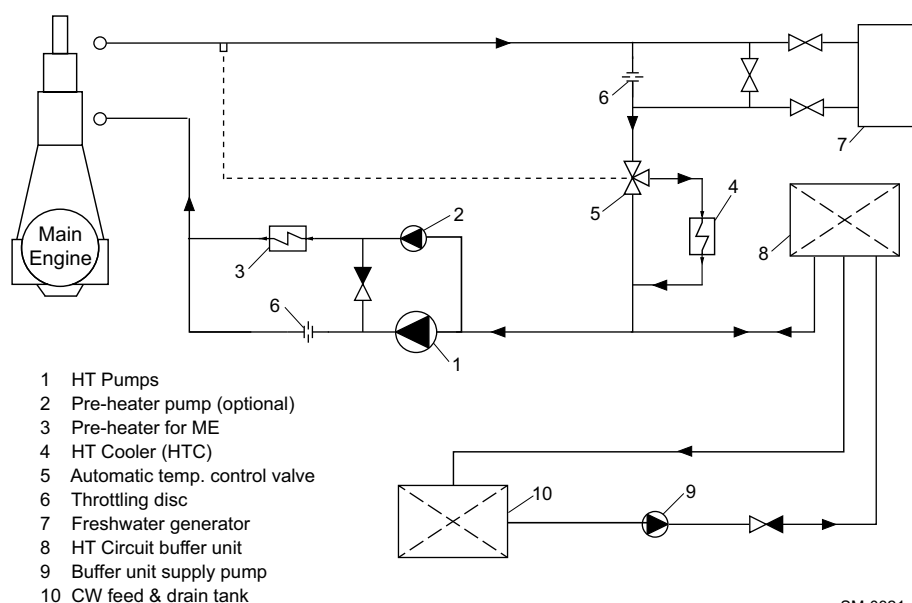 6
7
Main
Engine
2
3
5
4
8
6
1
1 HT Pumps
2 Pre-heater pump (optional)
3 Pre-heater for ME
4 HT Cooler (HTC)
5 Automatic temp. control valve
6 Throttling disc
7 Freshwater generator
8 HT Circuit buffer unit
9 Buffer unit supply pump
10 CW feed & drain tank
10
9